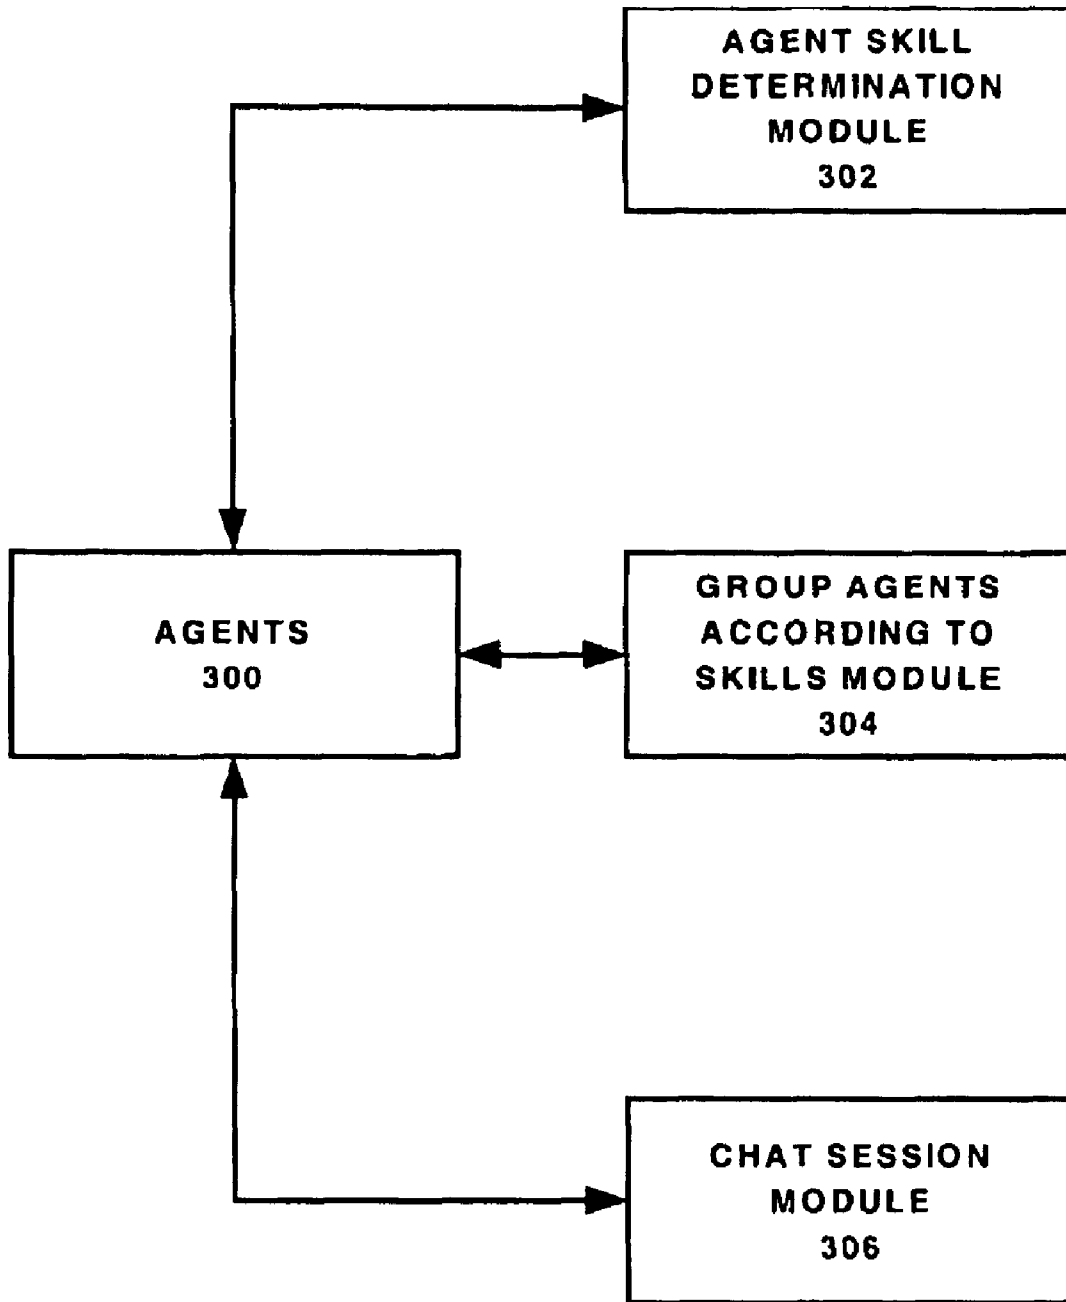 AGENT SKILL
DETERMINATION
MODULE
302
AGENTS
300
GROUP AGENTS
ACCORDING TO
SKILLS MODULE
304
CHAT SESSION
MODULE
306